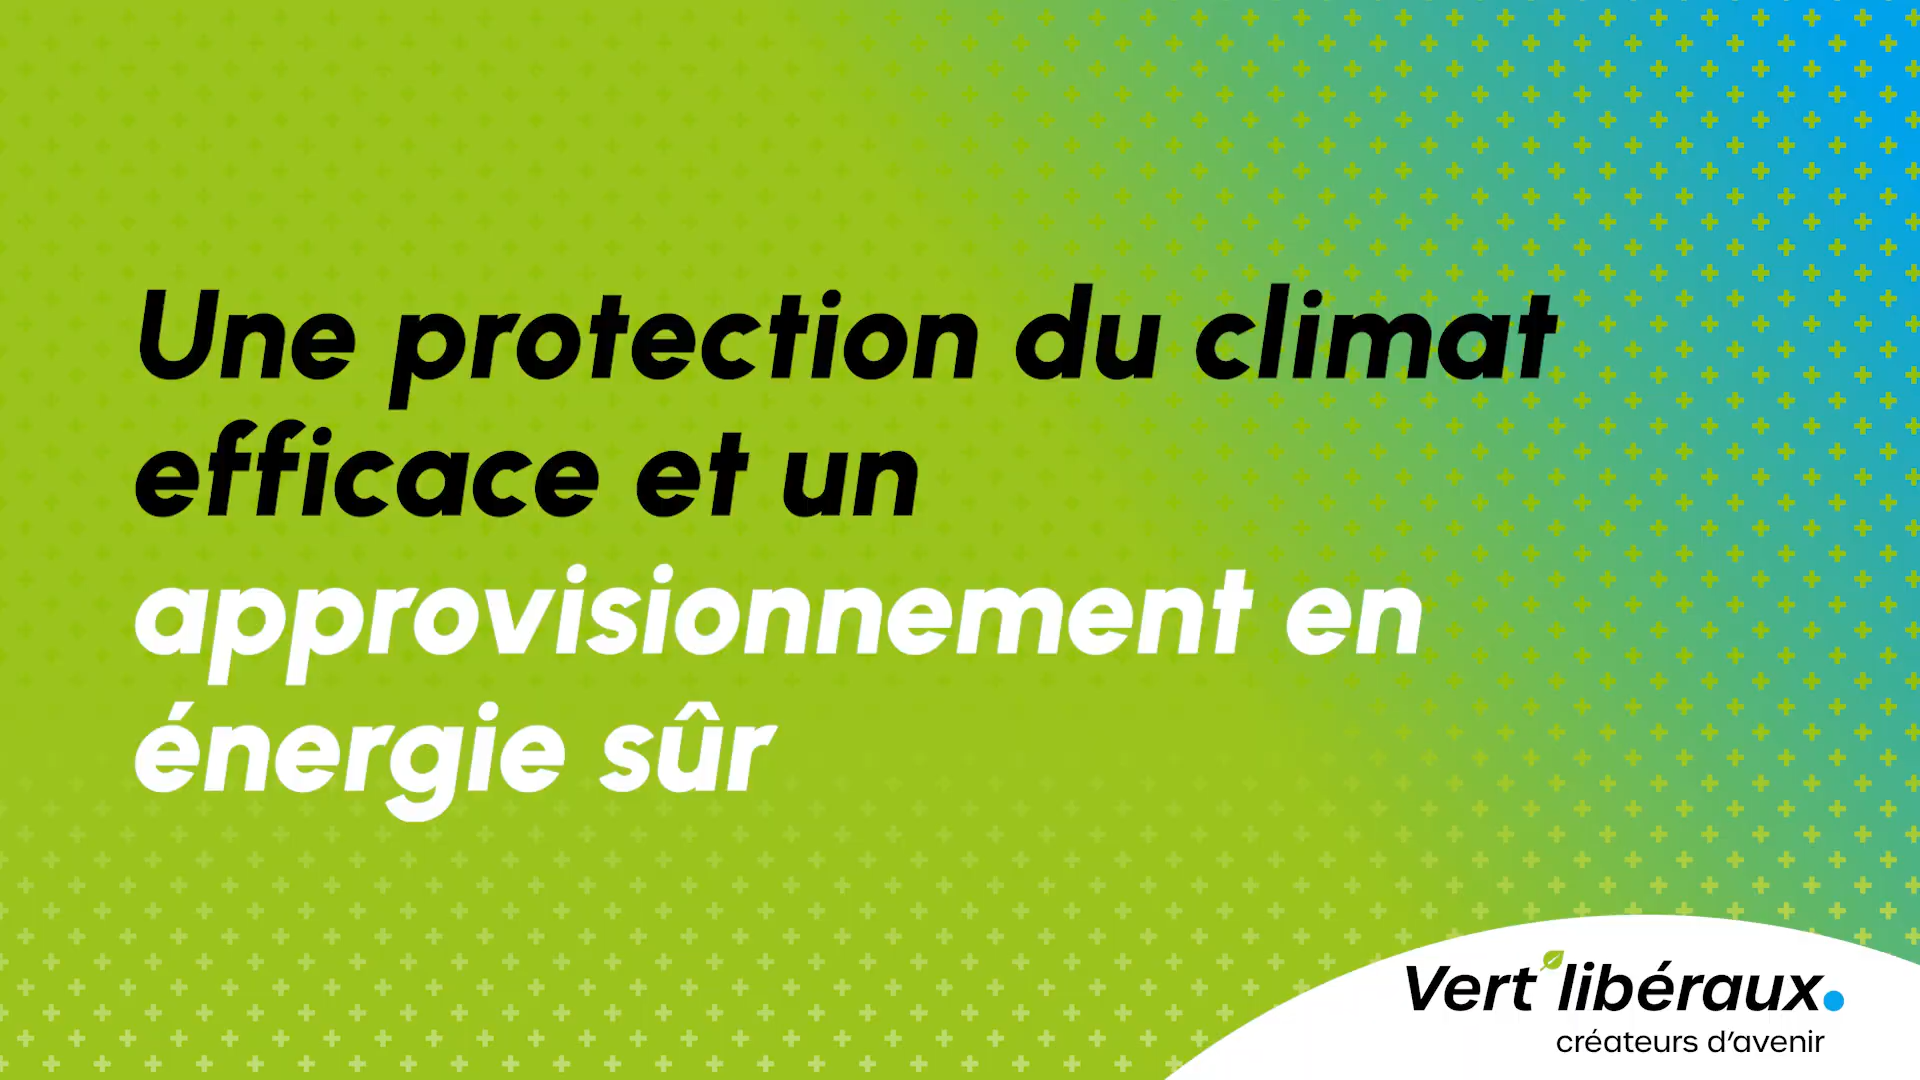 Une protection du climat
efficace et un
approvisionnement en
énergie sûr
Vert'libéraux.
créateurs d'avenir